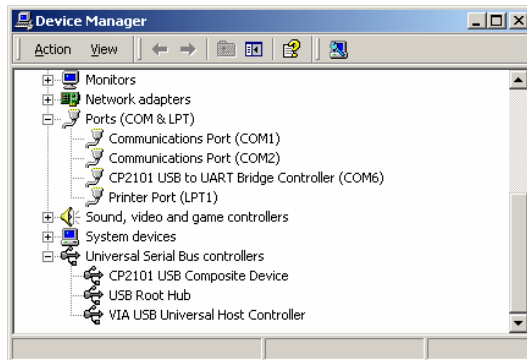 Device Manager
Action View
Monitors
Network adapters
Ports (COM & LPT)
Communications Port (COM1)
Communications Port (COM2)
CP2101 USB to UART Bridge Controller (COM6)
Printer Port (LPT1)
Sound, video and game controllers
System devices
Universal Serial Bus controllers
CP2101 USB Composite Device
USB Root Hub
VIA USB Universal Host Controller